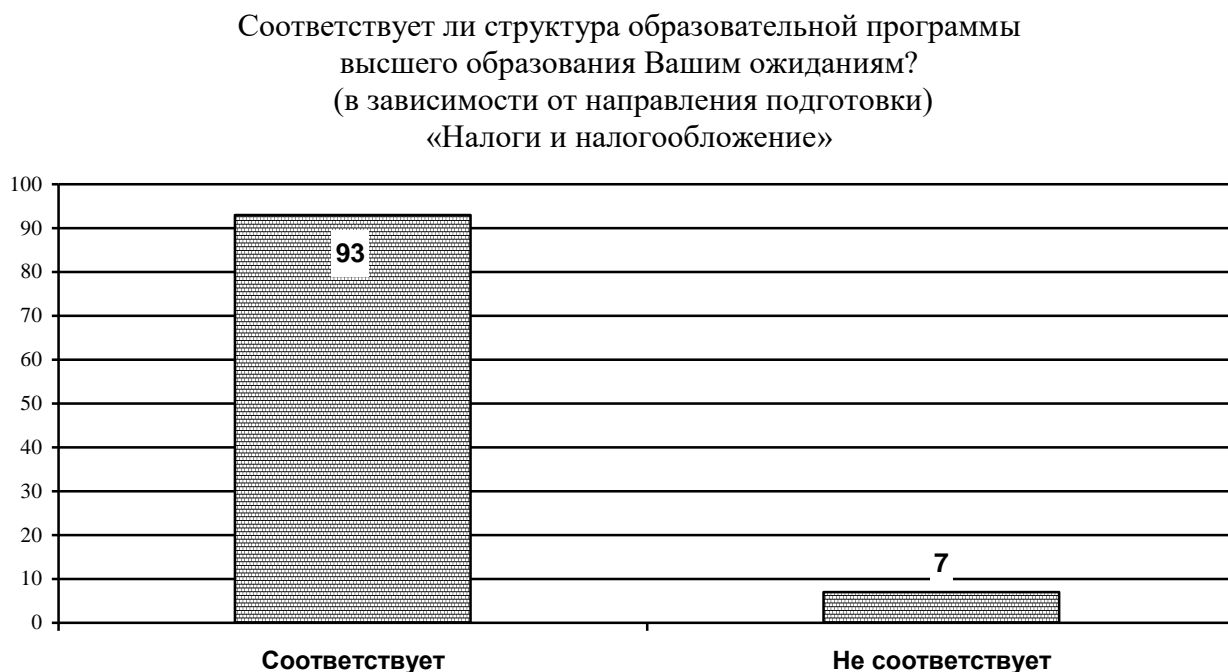 Соответствует ли структура образовательной программы
высшего образования Вашим ожиданиям?
(в зависимости от направления подготовки)
«Налоги и налогообложение»
100
90
80
70
60
50
40
30
20
10
0
93
7
Соответствует
Не соответствует